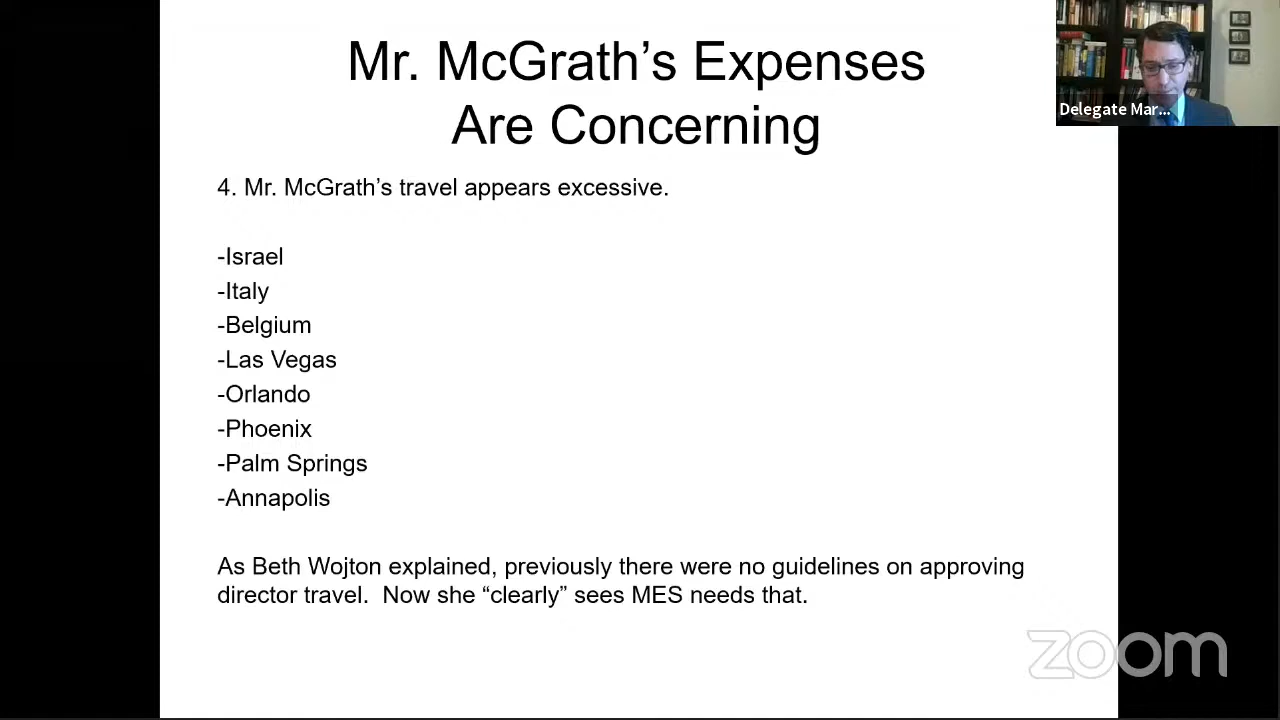 Mr. McGrath’s Expenses
Are Concerning
Delegate Mar...
4. Mr. McGrath’s travel appears excessive.
-Israel
-Italy
-Belgium
-Las Vegas
-Orlando
-Phoenix
-Palm Springs
-Annapolis
As Beth Wojton explained, previously there were no guidelines on approving
director travel.  Now she “clearly” sees MES needs that.
zoom